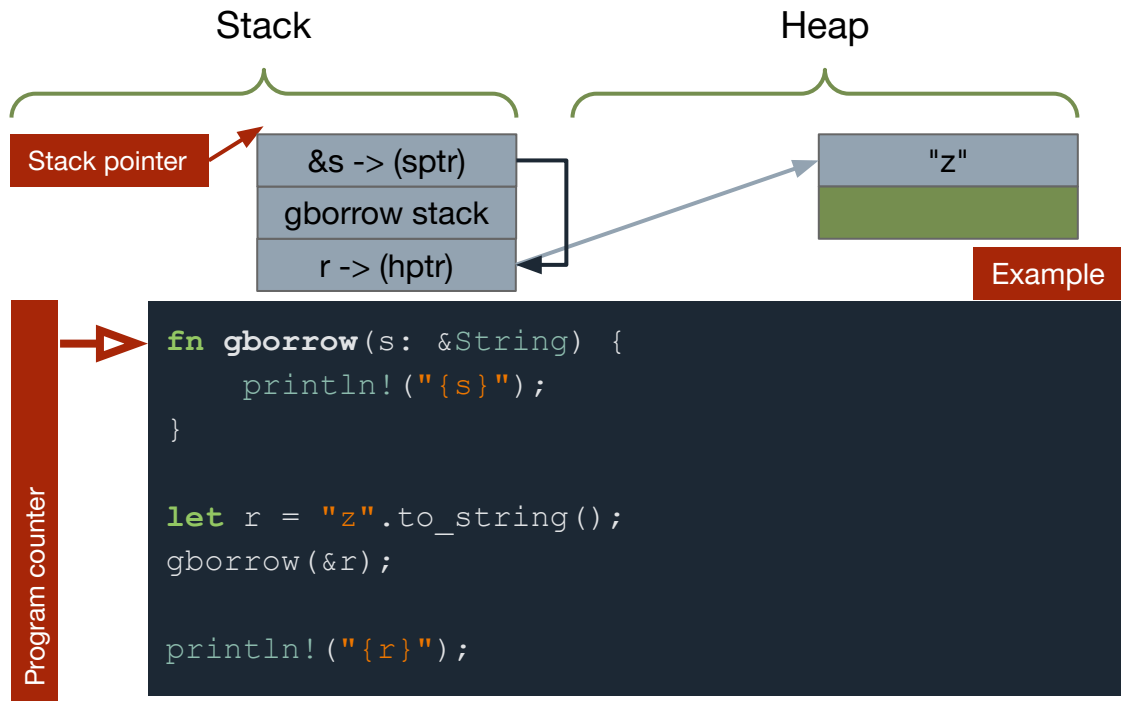 Stack
Heap
Stack pointer
&s -> (sptr)
"z"
gborrow stack
r -> (hptr)
Example
Program counter
fn gborrow(s: &String) {
    println!("{s}");
}
let r = "z".to_string();
gborrow(&r);
println!("{r}");